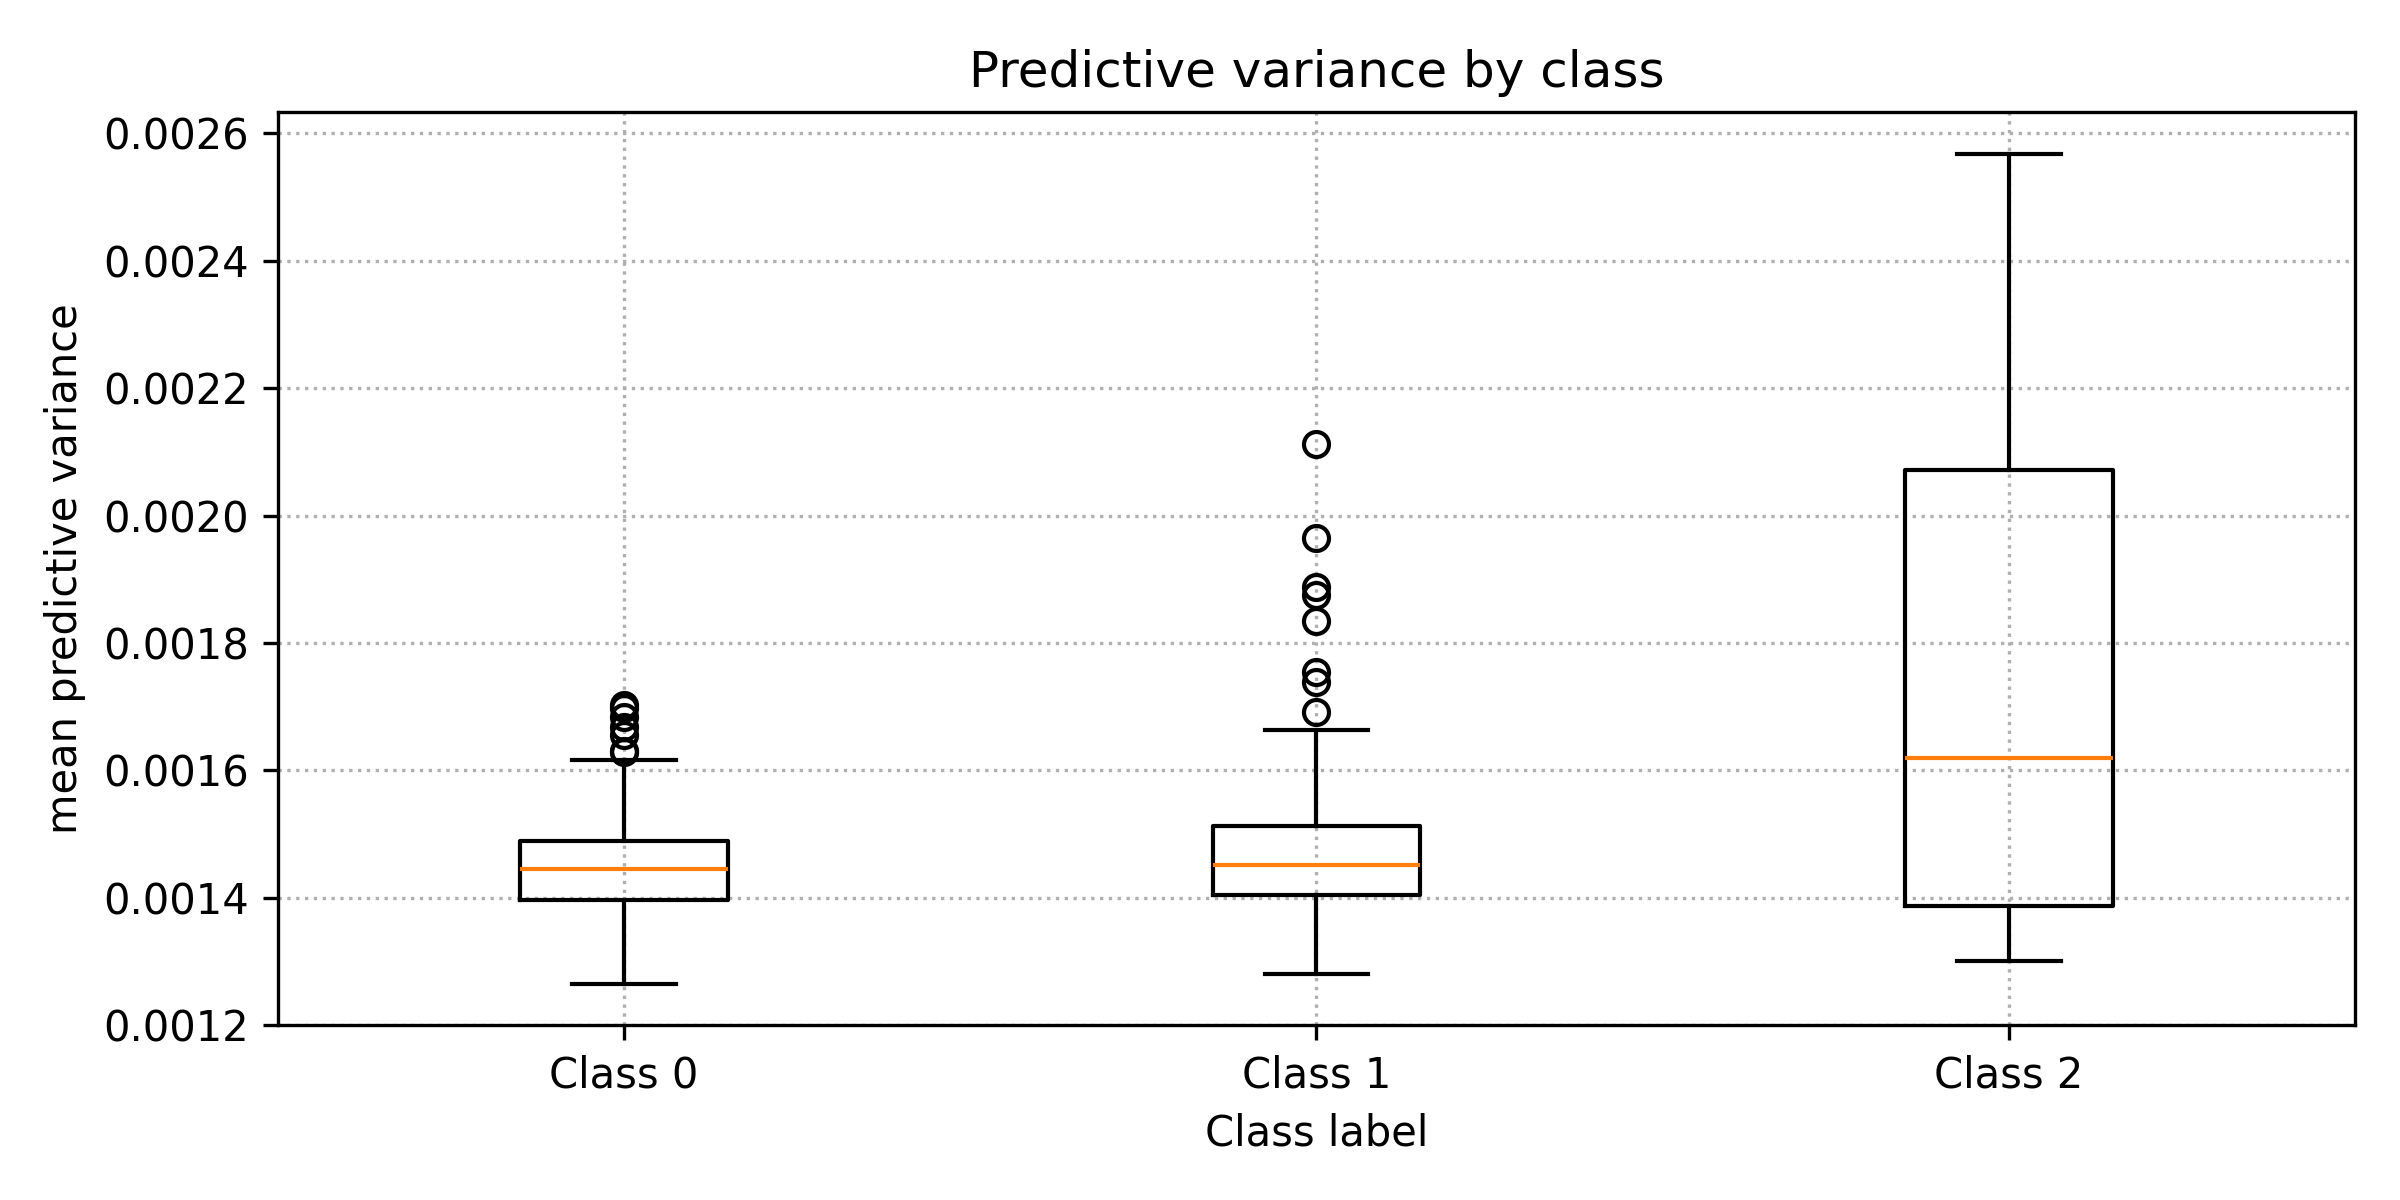 Predictive variance by class
mean predictive variance
0.0026
0.0024
0.0022
0.0020
0.0018
0.0016
0.0014
0.0012
Class 0 Class 1 Class 2
Class label